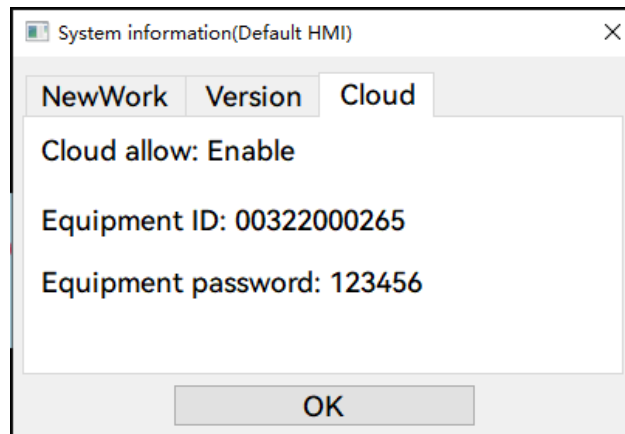 System information(Default HMI)
NewWork Version Cloud
Cloud allow: Enable
Equipment ID: 00322000265
Equipment password: 123456
OK